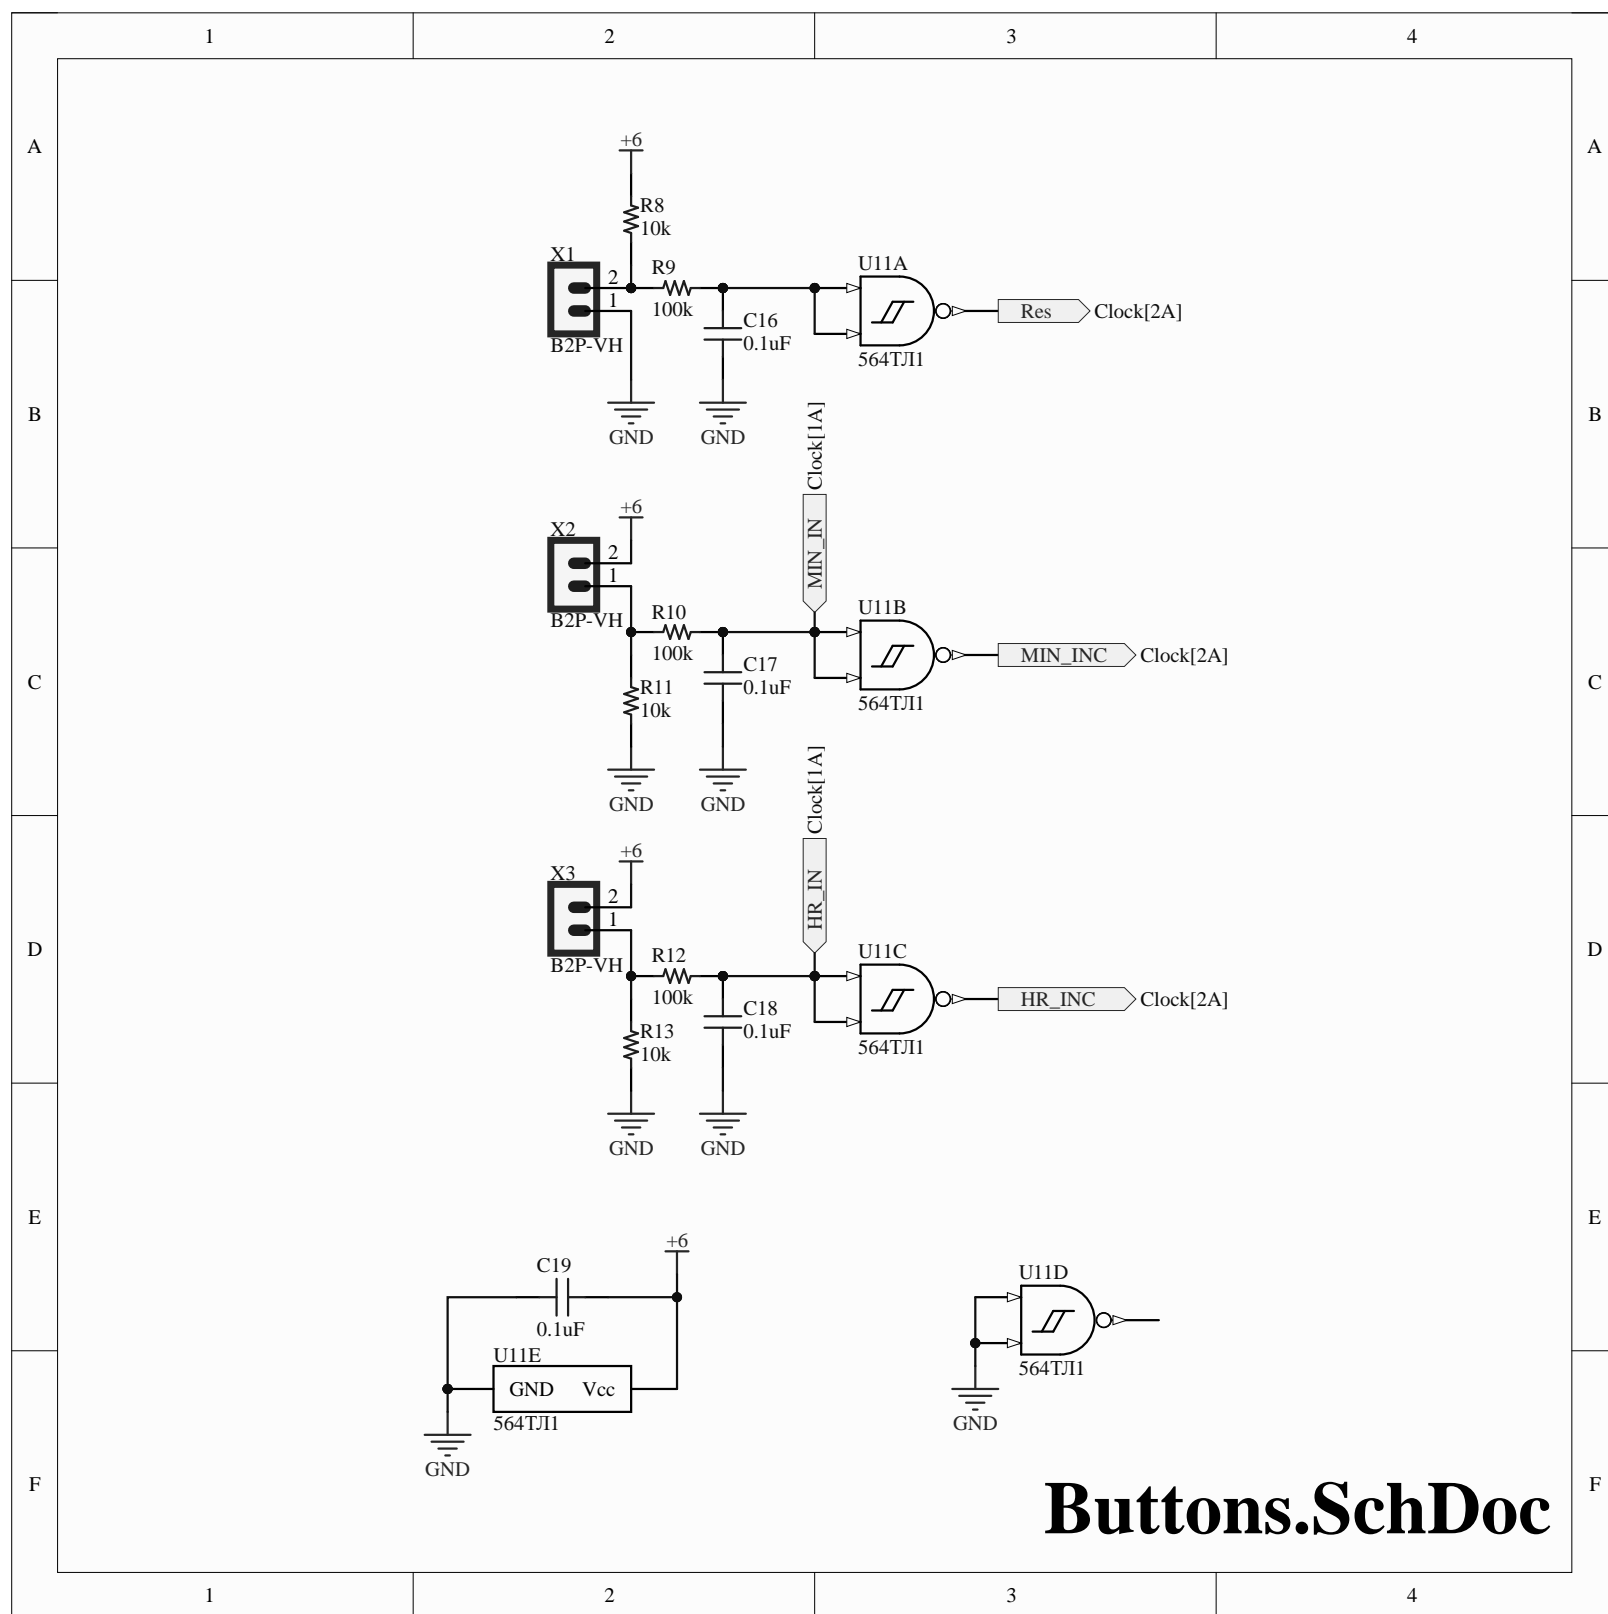 1 2 3 4
A A
+6
R8
10k
X1
2
1
B2P-VH
R9
100k
C16
0.1uF
U11A
564ТЛ1
Res Clock[2A]
GND GND
B B
Clock[1A]
MIN_IN
+6
X2
2
1
B2P-VH
R10
100k
C17
0.1uF
R11
10k
U11B
564ТЛ1
MIN_INC Clock[2A]
GND GND
C C
Clock[1A]
HR_IN
+6
X3
2
1
B2P-VH
R12
100k
C18
0.1uF
R13
10k
U11C
564ТЛ1
HR_INC Clock[2A]
GND GND
D D
E E
+6
C19
0.1uF
U11E
GND Vcc
564ТЛ1
GND
U11D
564ТЛ1
GND
F F
Buttons.SchDoc
1 2 3 4